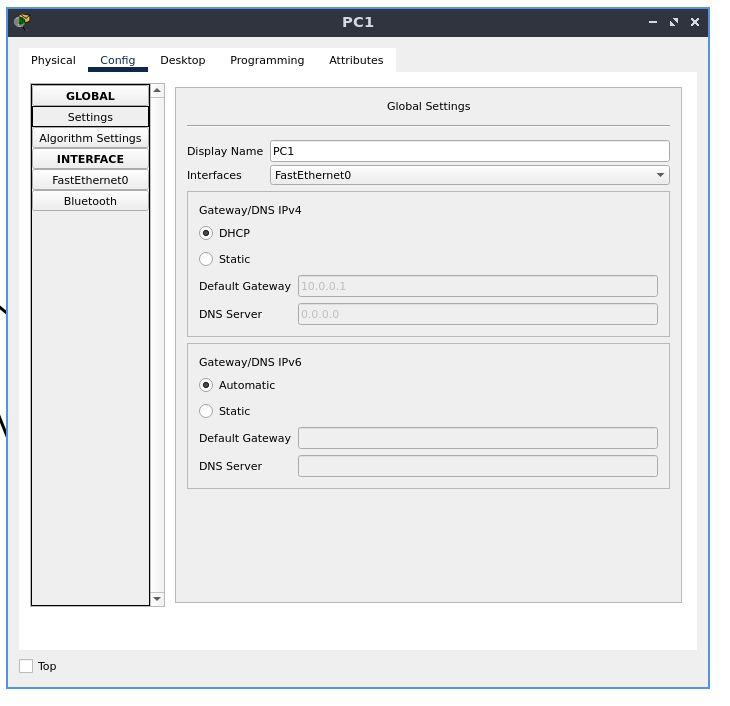 PC1
Physical Config Desktop Programming Attributes
GLOBAL
Settings
Algorithm Settings
INTERFACE
FastEthernet0
Bluetooth
Global Settings
Display Name PC1
Interfaces FastEthernet0
Gateway/DNS IPv4
DHCP
Static
Default Gateway 10.0.0.1
DNS Server 0.0.0.0
Gateway/DNS IPv6
Automatic
Static
Default Gateway
DNS Server
Top